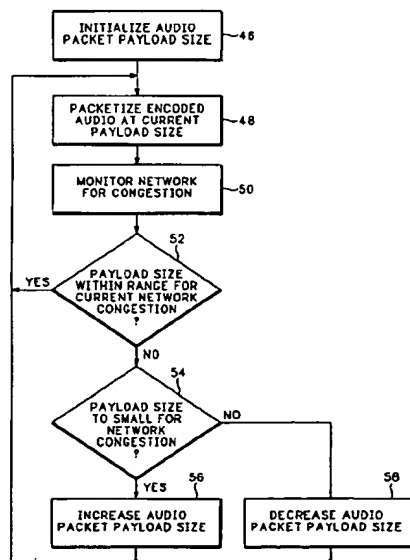 INITIALIZE AUDIO
PACKET PAYLOAD SIZE
46
PACKETIZE ENCODED
AUDIO AT CURRENT
PAYLOAD SIZE
48
MONITOR NETWORK
FOR CONGESTION
50
52
PAYLOAD SIZE
WITHIN RANGE FOR
CURRENT NETWORK
CONGESTION
?
YES
NO
54
PAYLOAD SIZE
TO SMALL FOR
NETWORK
CONGESTION
?
NO
YES
56
INCREASE AUDIO
PACKET PAYLOAD SIZE
58
DECREASE AUDIO
PACKET PAYLOAD SIZE